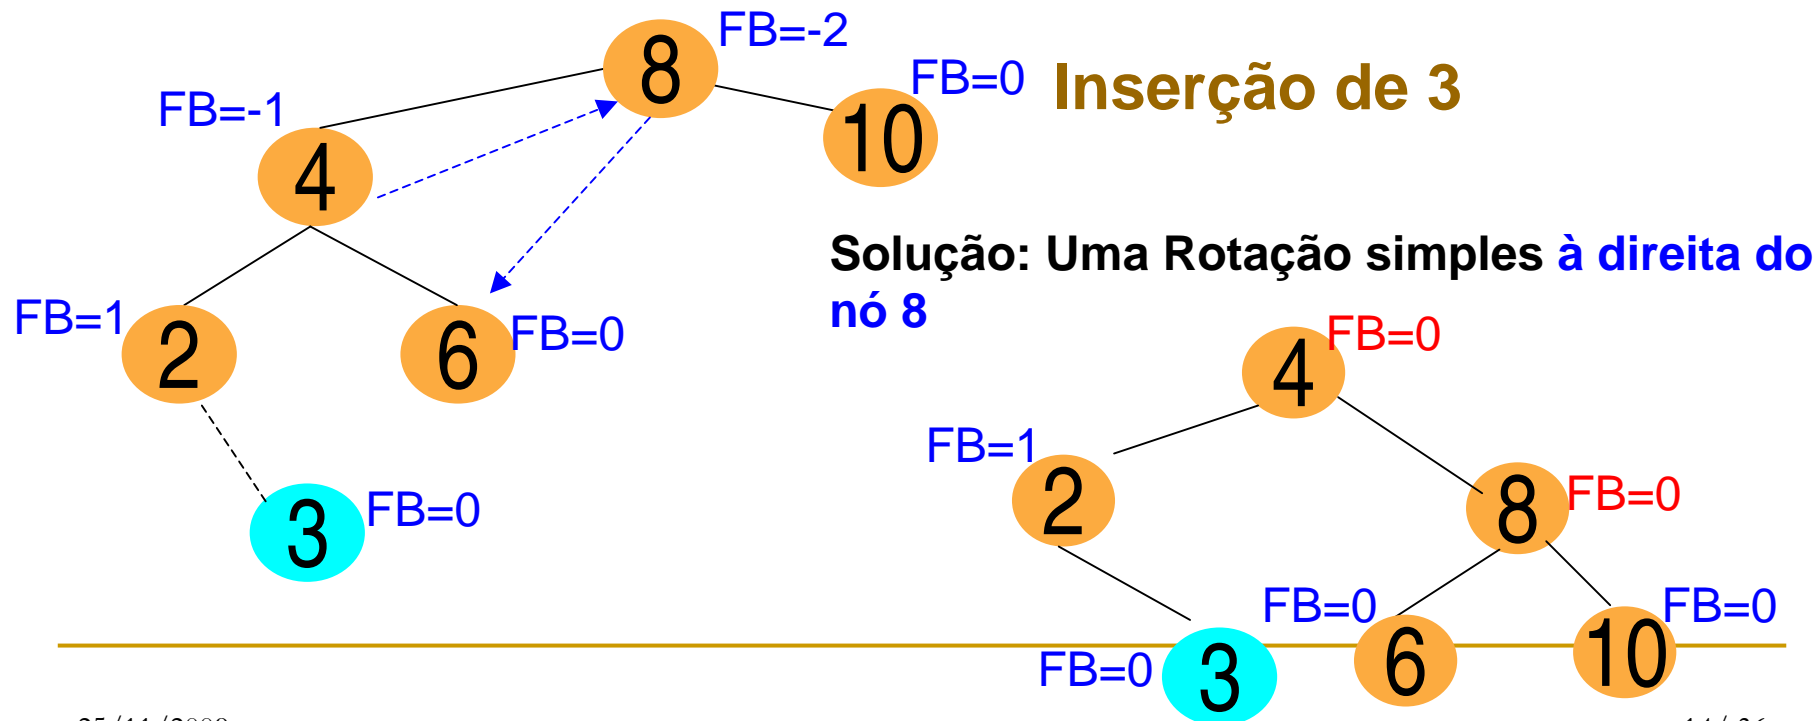 FB=-2
8
FB=0
Inserção de 3
FB=-1
10
4
Solução: Uma Rotação simples à direita do
nó 8
FB=1
2
6
FB=0
FB=0
4
FB=1
2
FB=0
8
3
FB=0
FB=0
6
FB=0
10
FB=0
3